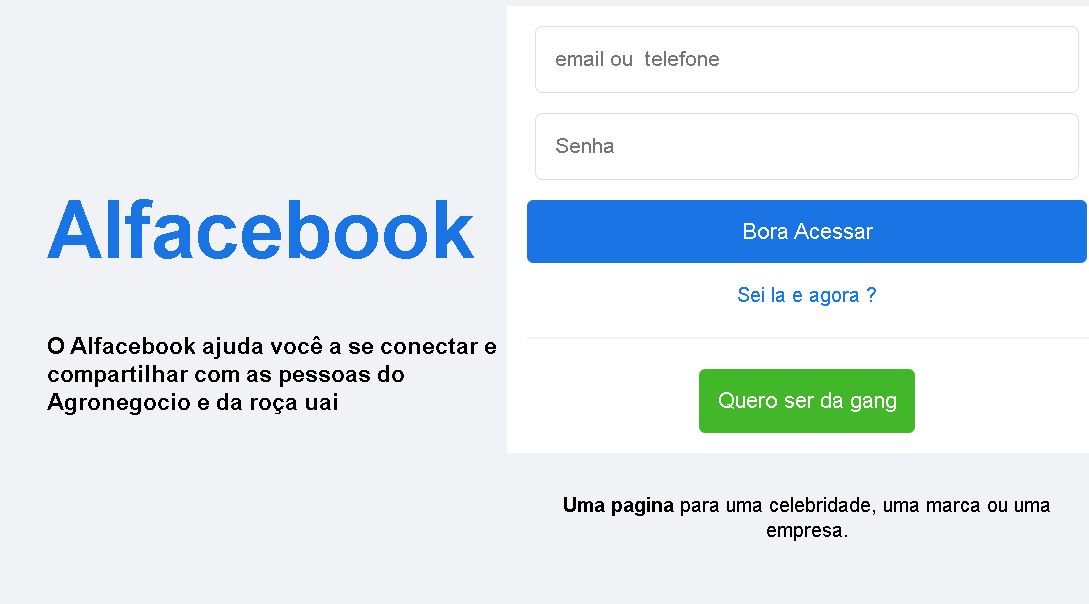 Alfacebook
O Alfacebook ajuda você a se conectar e
compartilhar com as pessoas do
Agronegocio e da roça uai
email ou  telefone
Senha
Bora Acessar
Sei la e agora ?
Quero ser da gang
Uma pagina para uma celebridade, uma marca ou uma
empresa.